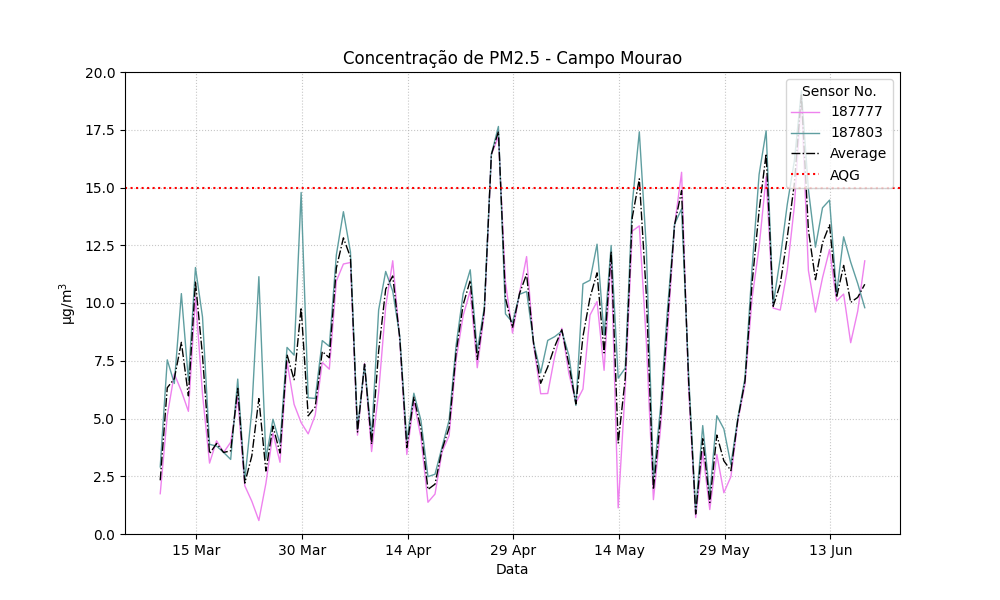 Concentração de PM2.5 - Campo Mourao
20.0
17.5
15.0
12.5
10.0
7.5
5.0
2.5
0.0
µg/m³
Sensor No.
187777
187803
Average
AQG
15 Mar
30 Mar
14 Apr
29 Apr
14 May
29 May
13 Jun
Data